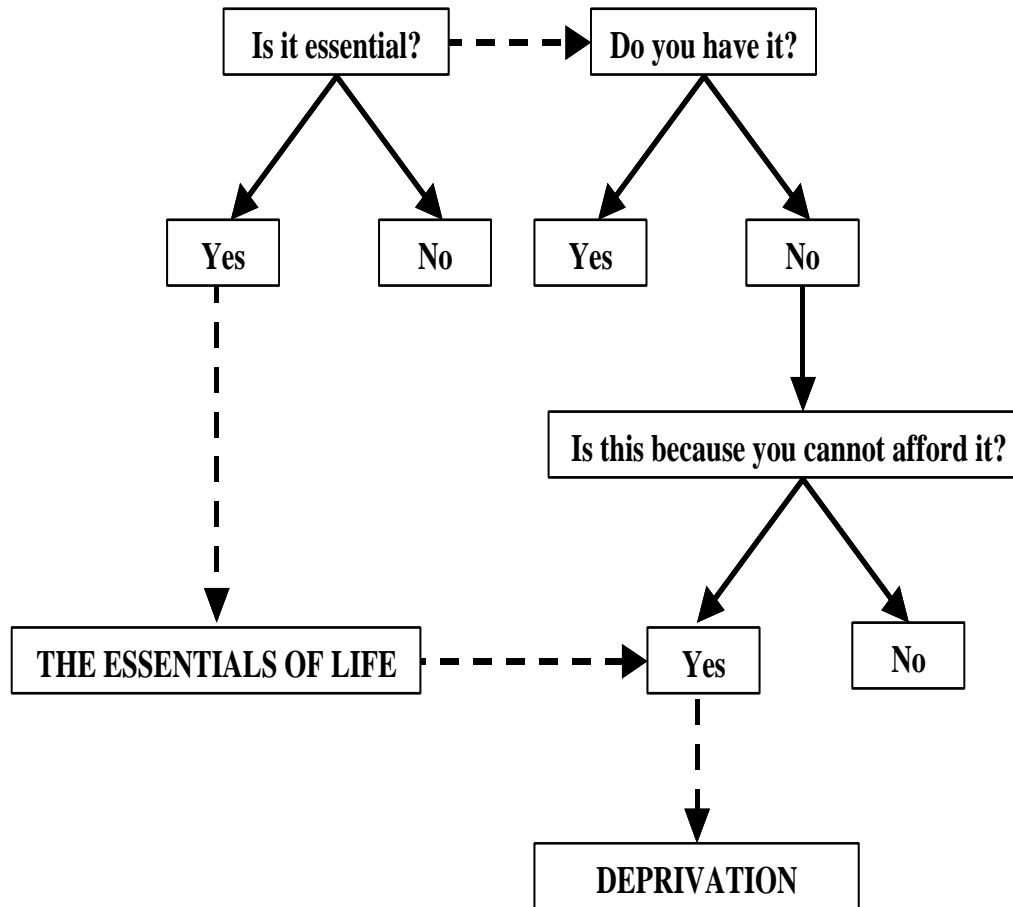 Is it essential?
Do you have it?
Yes
No
Yes
No
Is this because you cannot afford it?
THE ESSENTIALS OF LIFE
Yes
No
DEPRIVATION